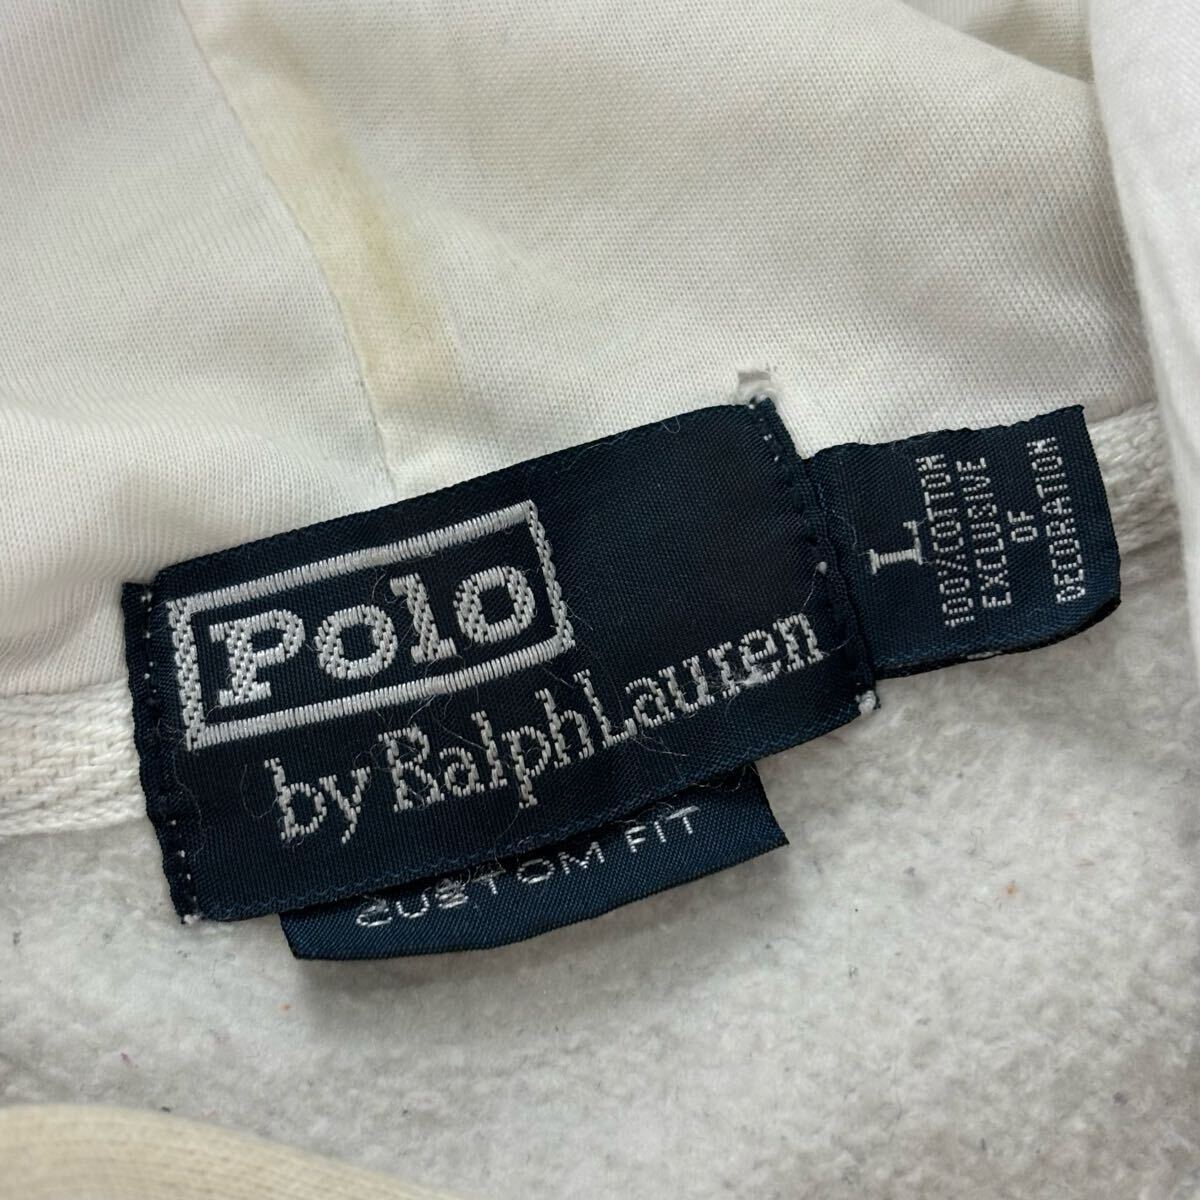 Polo
by Ralph Lauren
CUSTOM FIT
L
100/COTTON
EXCLUSIVE
OF
DECORATION